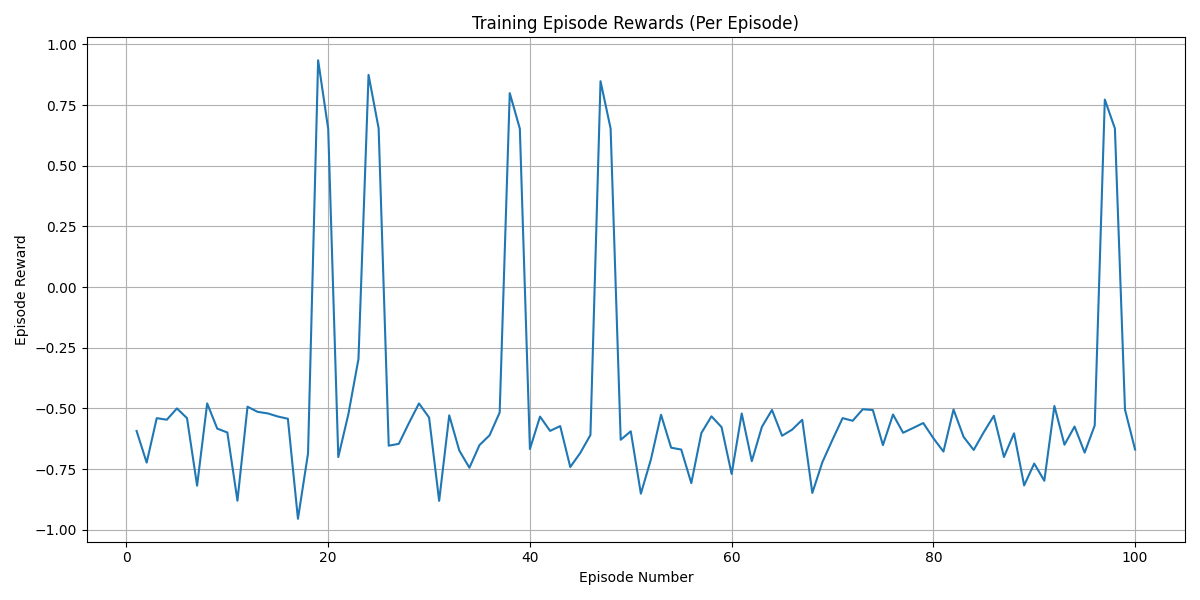 Training Episode Rewards (Per Episode)
1.00
0.75
0.50
0.25
0.00
−0.25
−0.50
−0.75
−1.00
Episode Reward
0 20 40 60 80 100
Episode Number